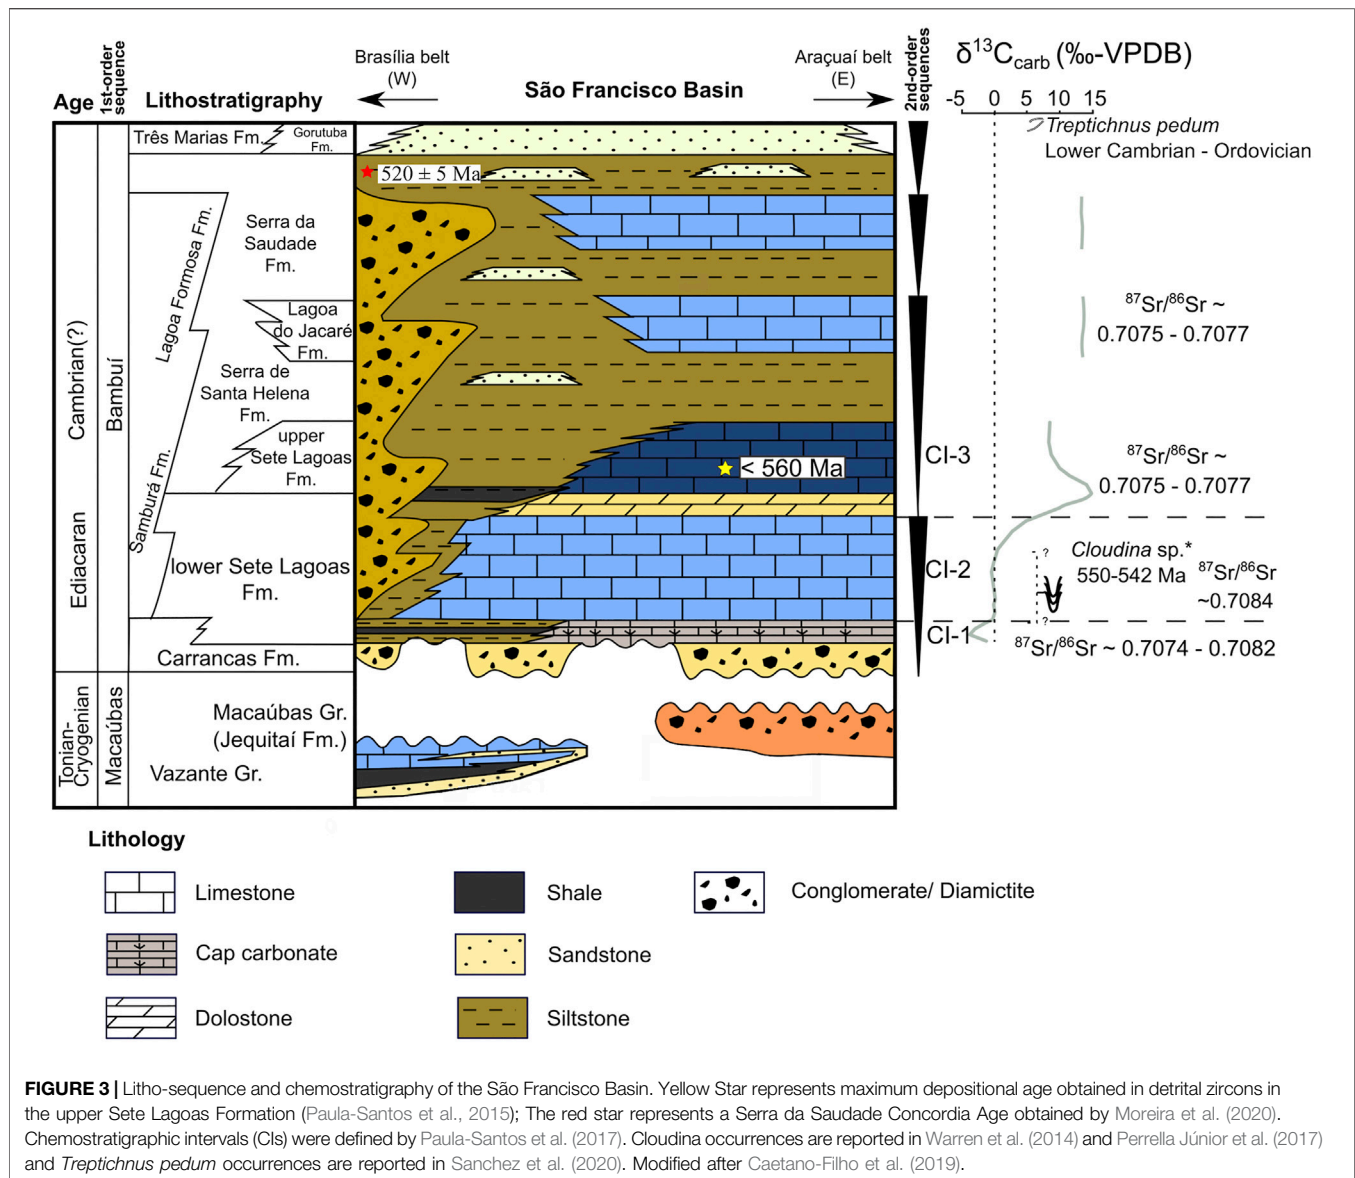 Age
1st-order
sequence
Lithostratigraphy
Brasília belt
(W)
São Francisco Basin
Araçuaí belt
(E)
2nd-order
sequences
δ13Ccarb (‰-VPDB)
-5 0 5 10 15
Treptichnus pedum
Lower Cambrian - Ordovician
Três Marias Fm.
Gorutuba
Fm.
520 ± 5 Ma
Lagoa Formosa Fm.
Serra da
Saudade
Fm.
Lagoa
do Jacaré
Fm.
87Sr/86Sr ~
0.7075 - 0.7077
Cambrian(?)
Bambuí
Serra de
Santa Helena
Fm.
upper
Sete Lagoas
Fm.
< 560 Ma
CI-3
87Sr/86Sr ~
0.7075 - 0.7077
Samburá Fm.
Ediacaran
lower Sete Lagoas
Fm.
CI-2
- ?
Cloudina sp.*
550-542 Ma
87Sr/86Sr
~0.7084
?
CI-1
87Sr/86Sr ~ 0.7074 - 0.7082
Carrancas Fm.
Tonian-
Cryogenian
Macaúbas
Macaúbas Gr.
(Jequitaí Fm.)
Vazante Gr.
Lithology
Limestone
Shale
Conglomerate/ Diamictite
Cap carbonate
Sandstone
Dolostone
Siltstone
FIGURE 3 | Litho-sequence and chemostratigraphy of the São Francisco Basin. Yellow Star represents maximum depositional age obtained in detrital zircons in
the upper Sete Lagoas Formation (Paula-Santos et al., 2015); The red star represents a Serra da Saudade Concordia Age obtained by Moreira et al. (2020).
Chemostratigraphic intervals (CIs) were defined by Paula-Santos et al. (2017). Cloudina occurrences are reported in Warren et al. (2014) and Perrella Júnior et al. (2017)
and Treptichnus pedum occurrences are reported in Sanchez et al. (2020). Modified after Caetano-Filho et al. (2019).